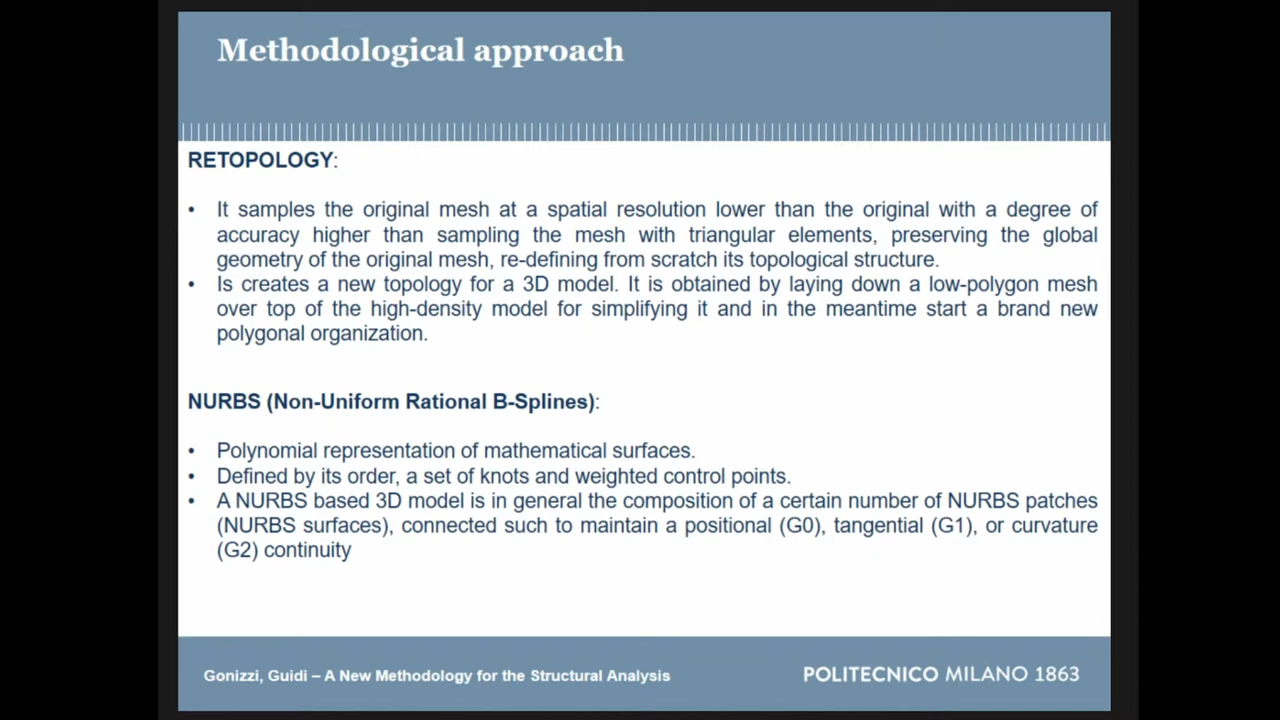 Methodological approach
RETOPOLOGY:
• It samples the original mesh at a spatial resolution lower than the original with a degree of
accuracy higher than sampling the mesh with triangular elements, preserving the global
geometry of the original mesh, re-defining from scratch its topological structure.
• Is creates a new topology for a 3D model. It is obtained by laying down a low-polygon mesh
over top of the high-density model for simplifying it and in the meantime start a brand new
polygonal organization.
NURBS (Non-Uniform Rational B-Splines):
• Polynomial representation of mathematical surfaces.
• Defined by its order, a set of knots and weighted control points.
• A NURBS based 3D model is in general the composition of a certain number of NURBS patches
(NURBS surfaces), connected such to maintain a positional (G0), tangential (G1), or curvature
(G2) continuity
Gonizzi, Guidi – A New Methodology for the Structural Analysis
POLITECNICO MILANO 1863